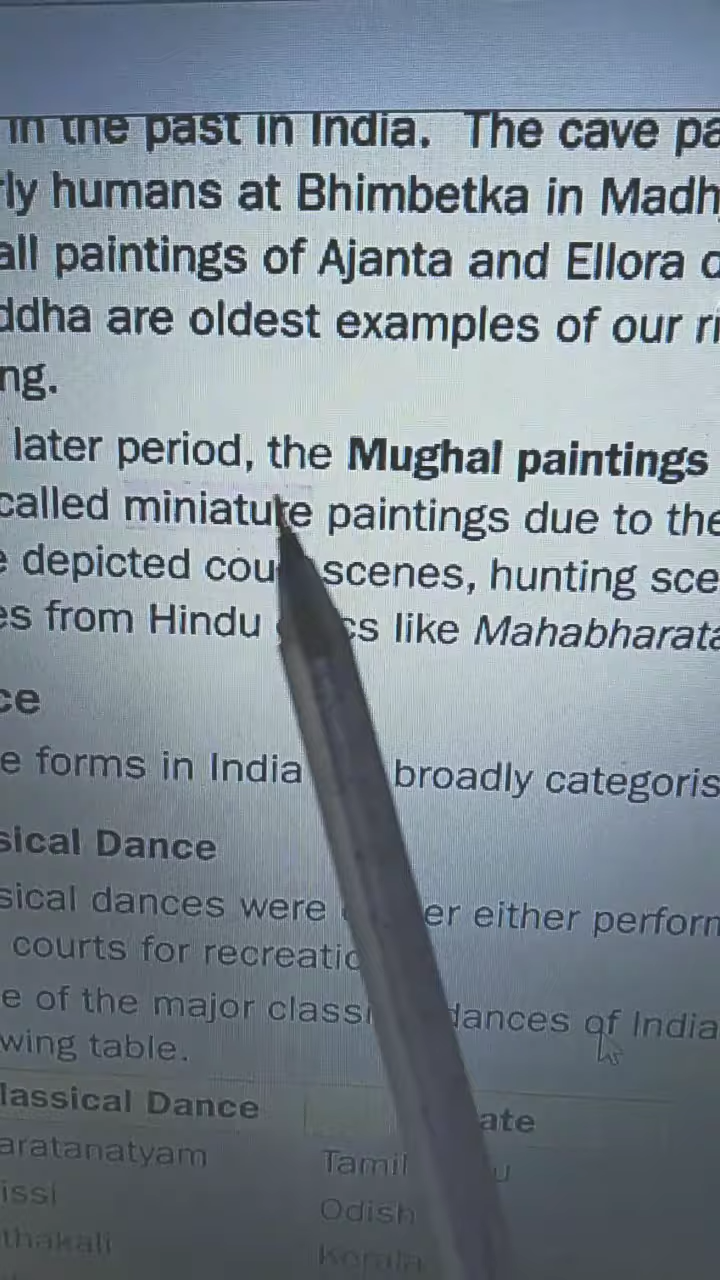 in the past in India. The cave pa
rly humans at Bhimbetka in Madh
all paintings of Ajanta and Ellora
ddha are oldest examples of our ri
ng.
later period, the Mughal paintings
called miniature paintings due to the
e depicted scenes, hunting sce
es from Hindu like Mahabharata
ce
e forms in India broadly categoris
sical Dance
sical dances were either perform
courts for recreatio
e of the major dances of India
wing table.
lassical Dance ate
aratanatyam Tamil u
issi Odish
thakali Kerala